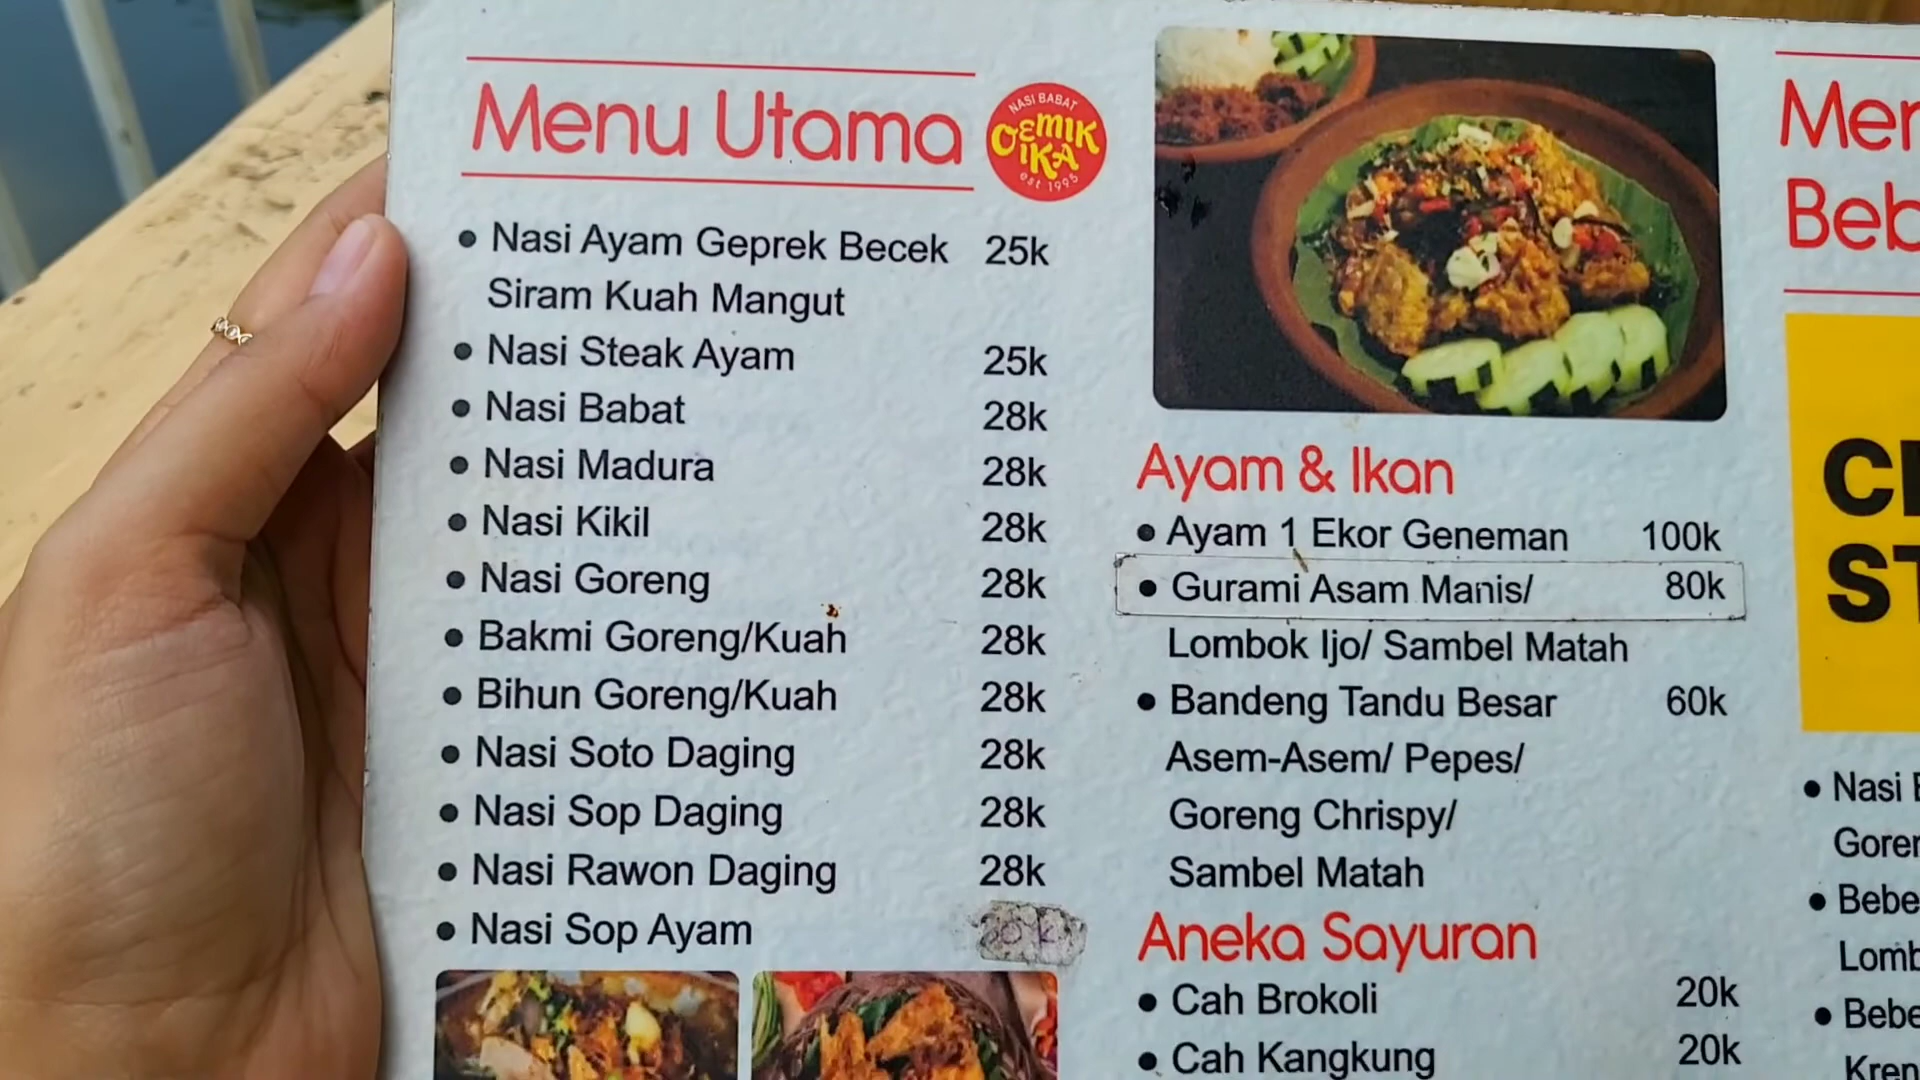 Menu Utama
NASI BABAT
OEMIK
IKA
est 1995
Nasi Ayam Geprek Becek 25k
Siram Kuah Mangut
Nasi Steak Ayam 25k
Nasi Babat 28k
Nasi Madura 28k
Nasi Kikil 28k
Nasi Goreng 28k
Bakmi Goreng/Kuah 28k
Bihun Goreng/Kuah 28k
Nasi Soto Daging 28k
Nasi Sop Daging 28k
Nasi Rawon Daging 28k
Nasi Sop Ayam
Ayam & Ikan
Ayam 1 Ekor Geneman 100k
Gurami Asam Manis/ 80k
Lombok Ijo/ Sambel Matah
Bandeng Tandu Besar 60k
Asem-Asem/ Pepes/
Goreng Chrispy/
Sambel Matah
Aneka Sayuran
Cah Brokoli 20k
Cah Kangkung 20k
Nasi